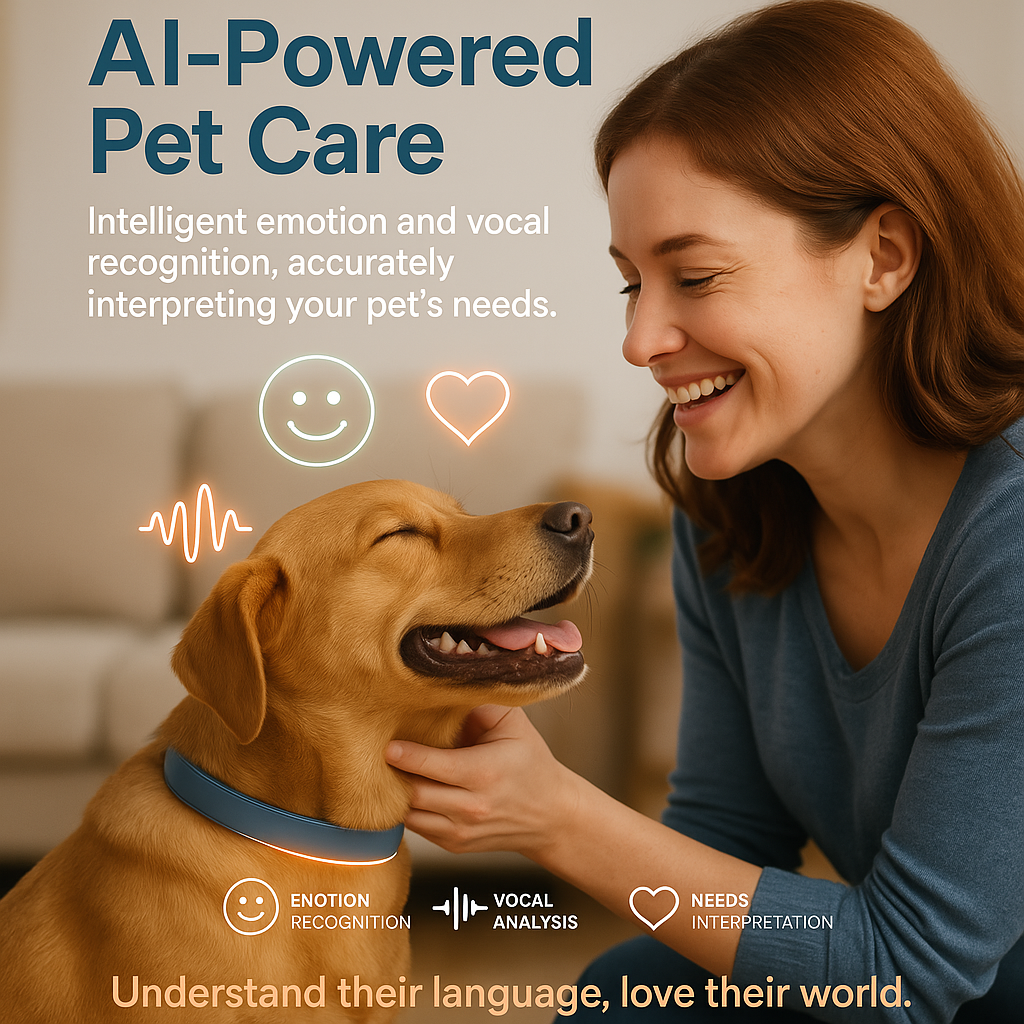 AI-Powered
Pet Care
Intelligent emotion and vocal
recognition, accurately
interpreting your pet's needs.
ENOTION
RECOGNITION
VOCAL
ANALYSIS
NEEDS
INTERPRETATION
Understand their language, love their world.